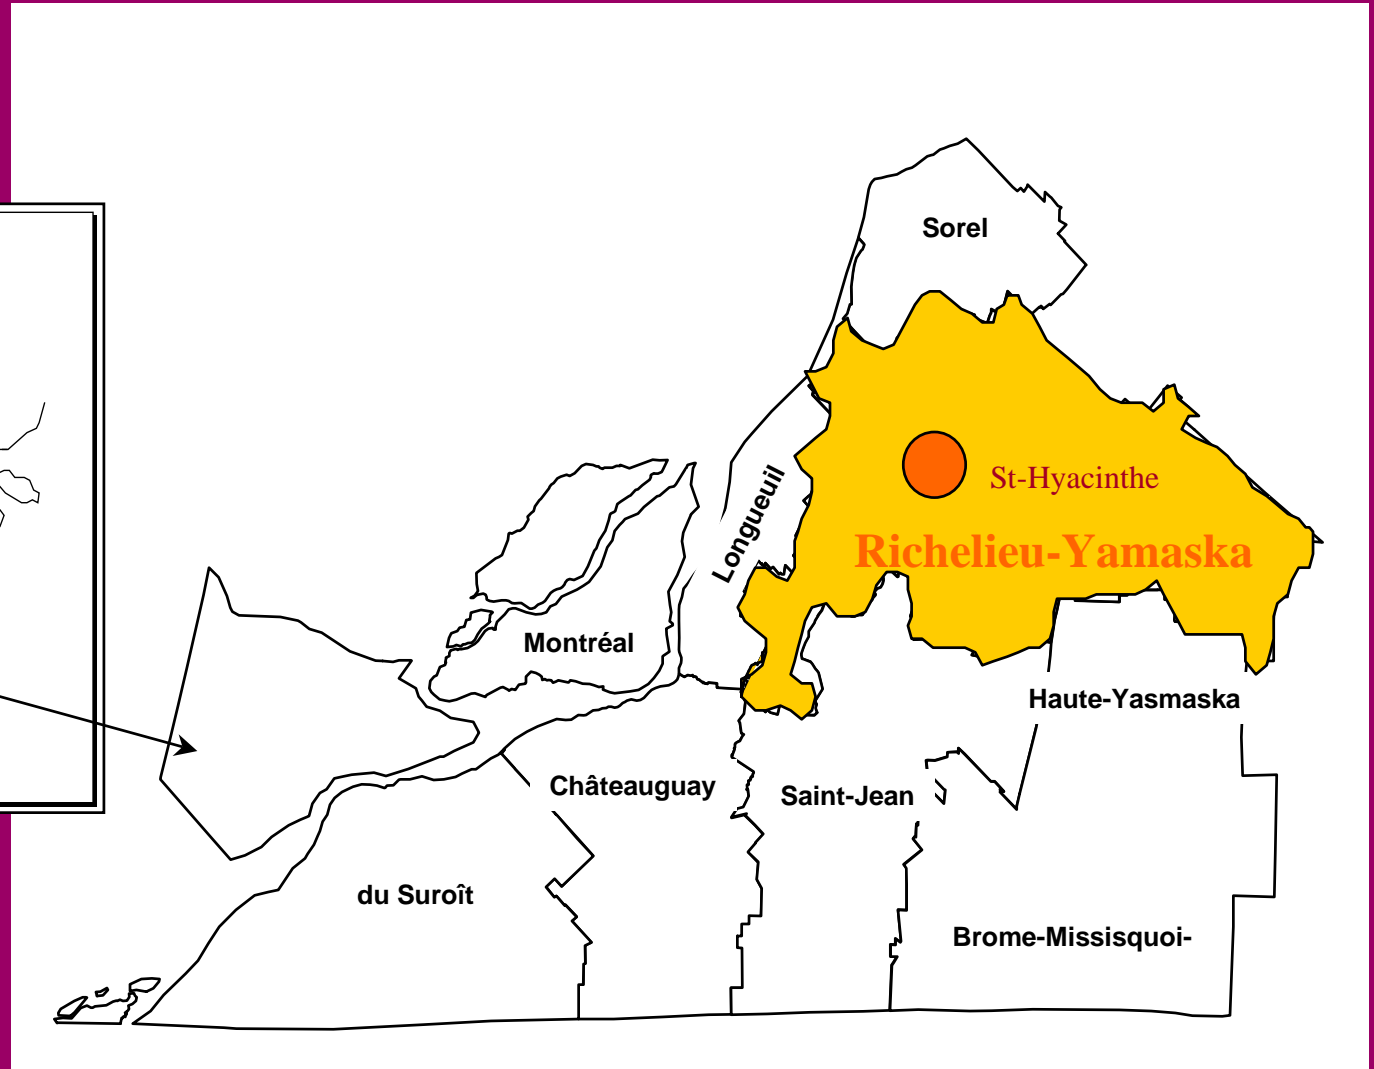 Sorel
St-Hyacinthe
Longueuil
Richelieu-Yamaska
Montréal
Haute-Yasmaska
Châteauguay
Saint-Jean
du Suroît
Brome-Missisquoi-